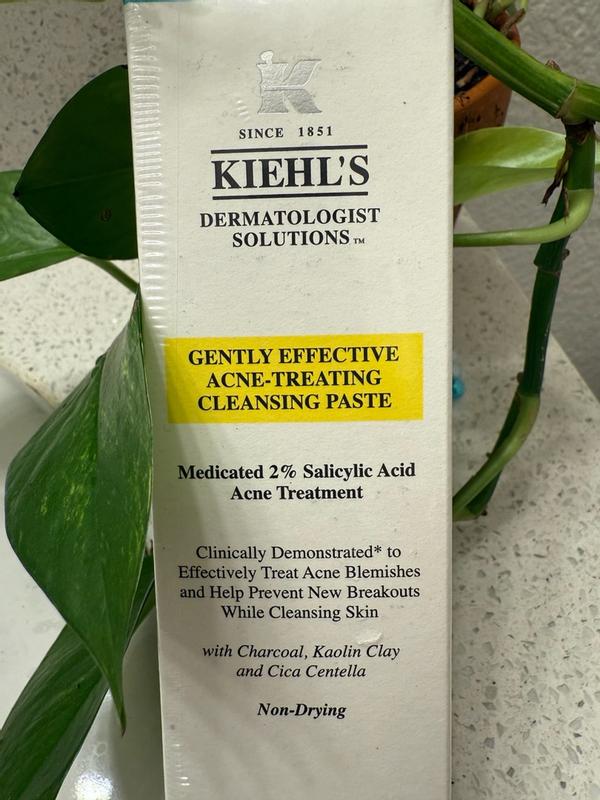 K
SINCE 1851
KIEHL'S
DERMATOLOGIST
SOLUTIONS™
GENTLY EFFECTIVE
ACNE-TREATING
CLEANSING PASTE
Medicated 2% Salicylic Acid
Acne Treatment
Clinically Demonstrated* to
Effectively Treat Acne Blemishes
and Help Prevent New Breakouts
While Cleansing Skin
with Charcoal, Kaolin Clay
and Cica Centella
Non-Drying